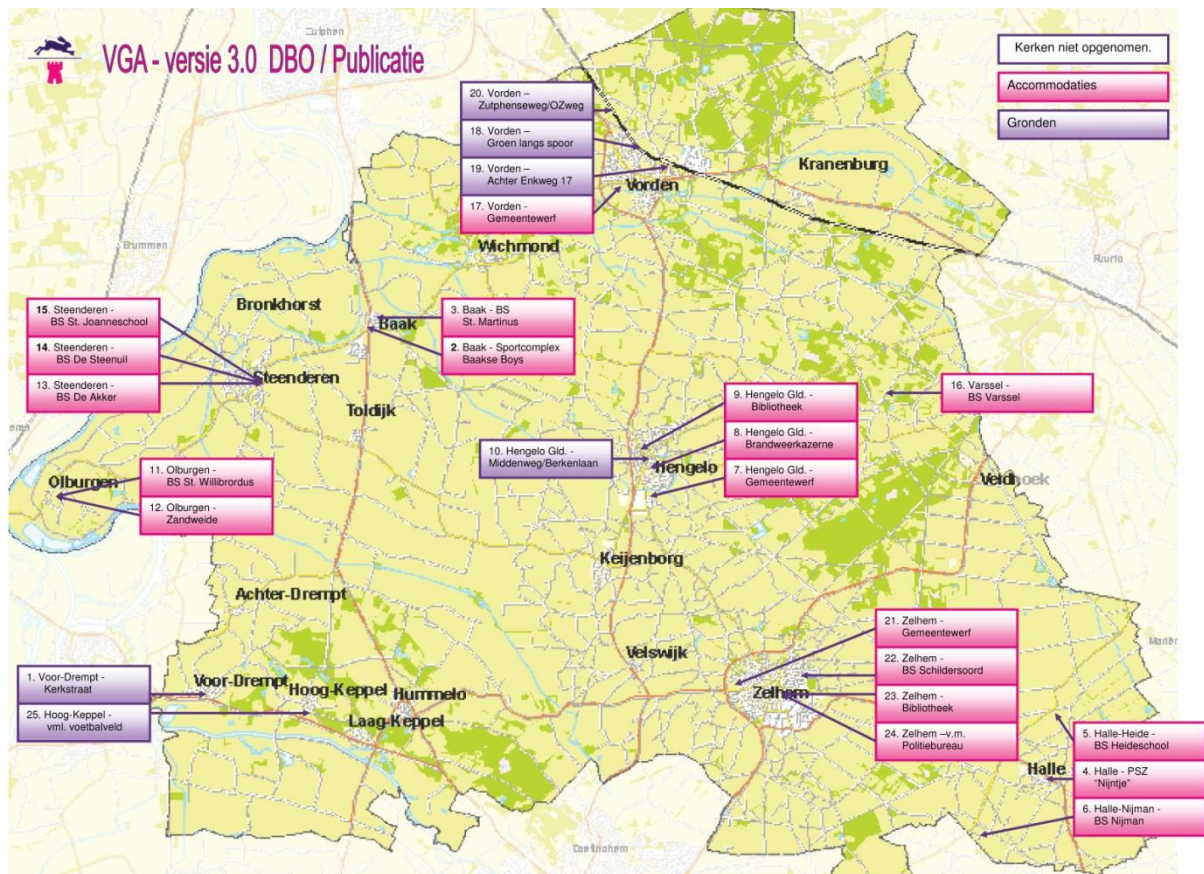 Zutphen
VGA - versie 3.0 DBO / Publicatie
Kerken niet opgenomen.
Accommodaties
Gronden
20. Vorden –
Zutphenseweg/OZweg
18. Vorden –
Groen langs spoor
19. Vorden –
Achter Enkweg 17
17. Vorden -
Gemeentewerf
Kranenburg
Vorden
Wichmond
Brummen
Ruurlo
Bronkhorst
15. Steenderen -
BS St. Joanneschool
14. Steenderen -
BS De Steenuil
13. Steenderen -
BS De Akker
3. Baak - BS
St. Martinus
2. Baak - Sportcomplex
Baakse Boys
Baak
Steenderen
Toldijk
16. Varssel -
BS Varssel
9. Hengelo Gld. -
Bibliotheek
8. Hengelo Gld. -
Brandweerkazerne
7. Hengelo Gld. -
Gemeentewerf
10. Hengelo Gld. -
Middenweg/Berkenlaan
Hengelo
Veldhoek
Olburgen
11. Olburgen -
BS St. Willibrordus
12. Olburgen -
Zandweide
Keijenborg
Achter-Drempt
21. Zelhem -
Gemeentewerf
22. Zelhem -
BS Schildersoord
23. Zelhem -
Bibliotheek
24. Zelhem –v.m.
Politiebureau
Velswijk
Zelhem
1. Voor-Drempt -
Kerkstraat
25. Hoog-Keppel -
vml. voetbalveld
Voor-Drempt
Hoog-Keppel
Hummelo
Laag-Keppel
5. Halle-Heide -
BS Heideschool
4. Halle - PSZ
“Nijntje”
6. Halle-Nijman -
BS Nijman
Halle